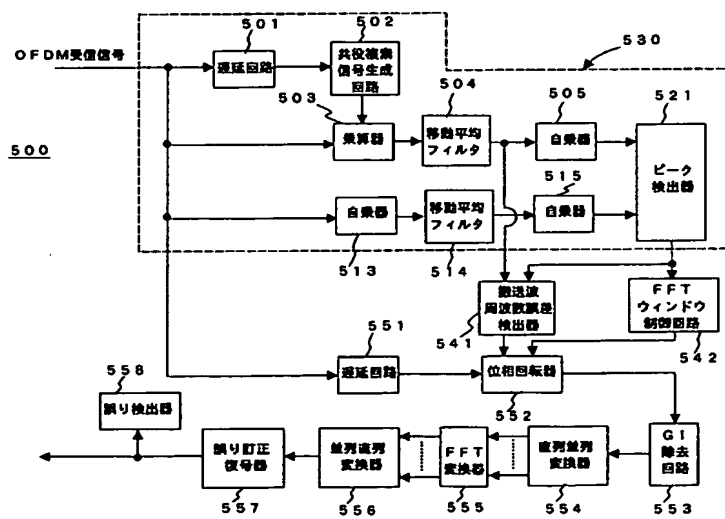 501
502
OFDM受信信号
遅延回路
共役複素
信号生成
回路
530
503
504
505
521
500
乗算器
移動平均
フィルタ
自乗器
ピーク
検出器
515
自乗器
移動平均
フィルタ
自乗器
513
514
搬送波
周波数誤差
検出器
FFT
ウィンドウ
制御回路
551
541
542
558
遅延回路
位相回転器
誤り検出器
552
誤り訂正
復号器
並列直列
変換器
FFT
変換器
直列並列
変換器
GI
除去
回路
557
556
555
554
553